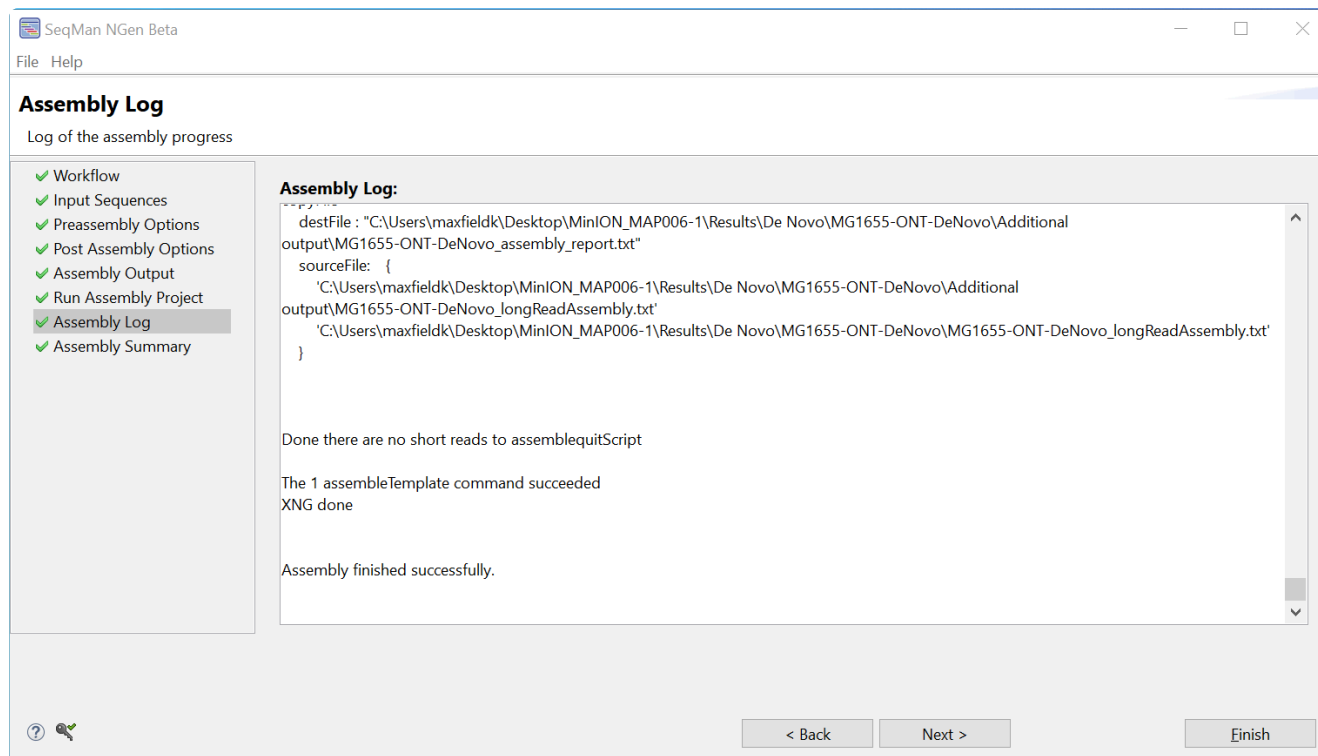 SeqMan NGen Beta
File Help
Assembly Log
Log of the assembly progress
Workflow
Input Sequences
Preassembly Options
Post Assembly Options
Assembly Output
Run Assembly Project
Assembly Log
Assembly Summary
Assembly Log:
destFile : "C:\Users\maxfieldk\Desktop\MinION_MAP006-1\Results\De Novo\MG1655-ONT-DeNovo\Additional
output\MG1655-ONT-DeNovo_assembly_report.txt"
sourceFile: {
'C:\Users\maxfieldk\Desktop\MinION_MAP006-1\Results\De Novo\MG1655-ONT-DeNovo\Additional
output\MG1655-ONT-DeNovo_longReadAssembly.txt'
'C:\Users\maxfieldk\Desktop\MinION_MAP006-1\Results\De Novo\MG1655-ONT-DeNovo\MG1655-ONT-DeNovo_longReadAssembly.txt'
}
Done there are no short reads to assemblequitScript
The 1 assembleTemplate command succeeded
XNG done
Assembly finished successfully.
< Back Next > Finish